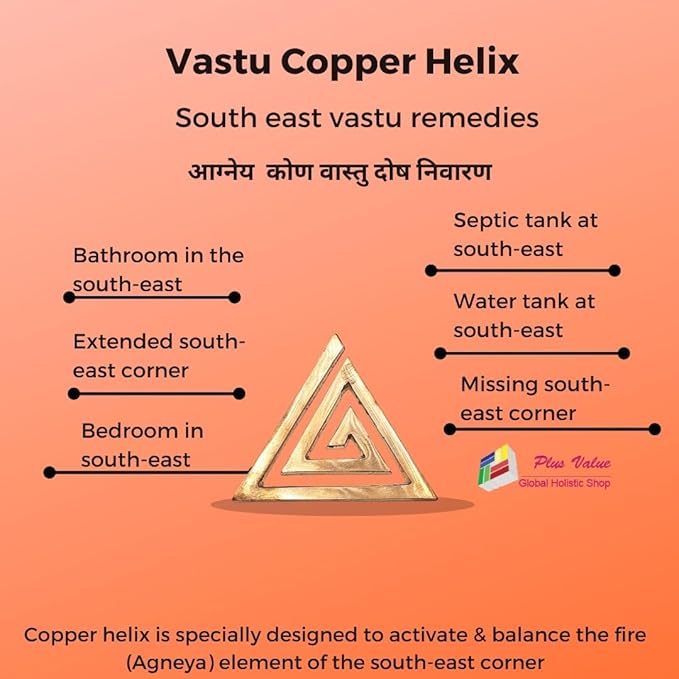 Vastu Copper Helix
South east vastu remedies
आग्नेय कोण वास्तु दोष निवारण
Bathroom in the
south-east
Extended south-
east corner
Bedroom in
south-east
Septic tank at
south-east
Water tank at
south-east
Missing south-
east corner
Plus Value
Global Holistic Shop
Copper helix is specially designed to activate & balance the fire
(Agneya) element of the south-east corner